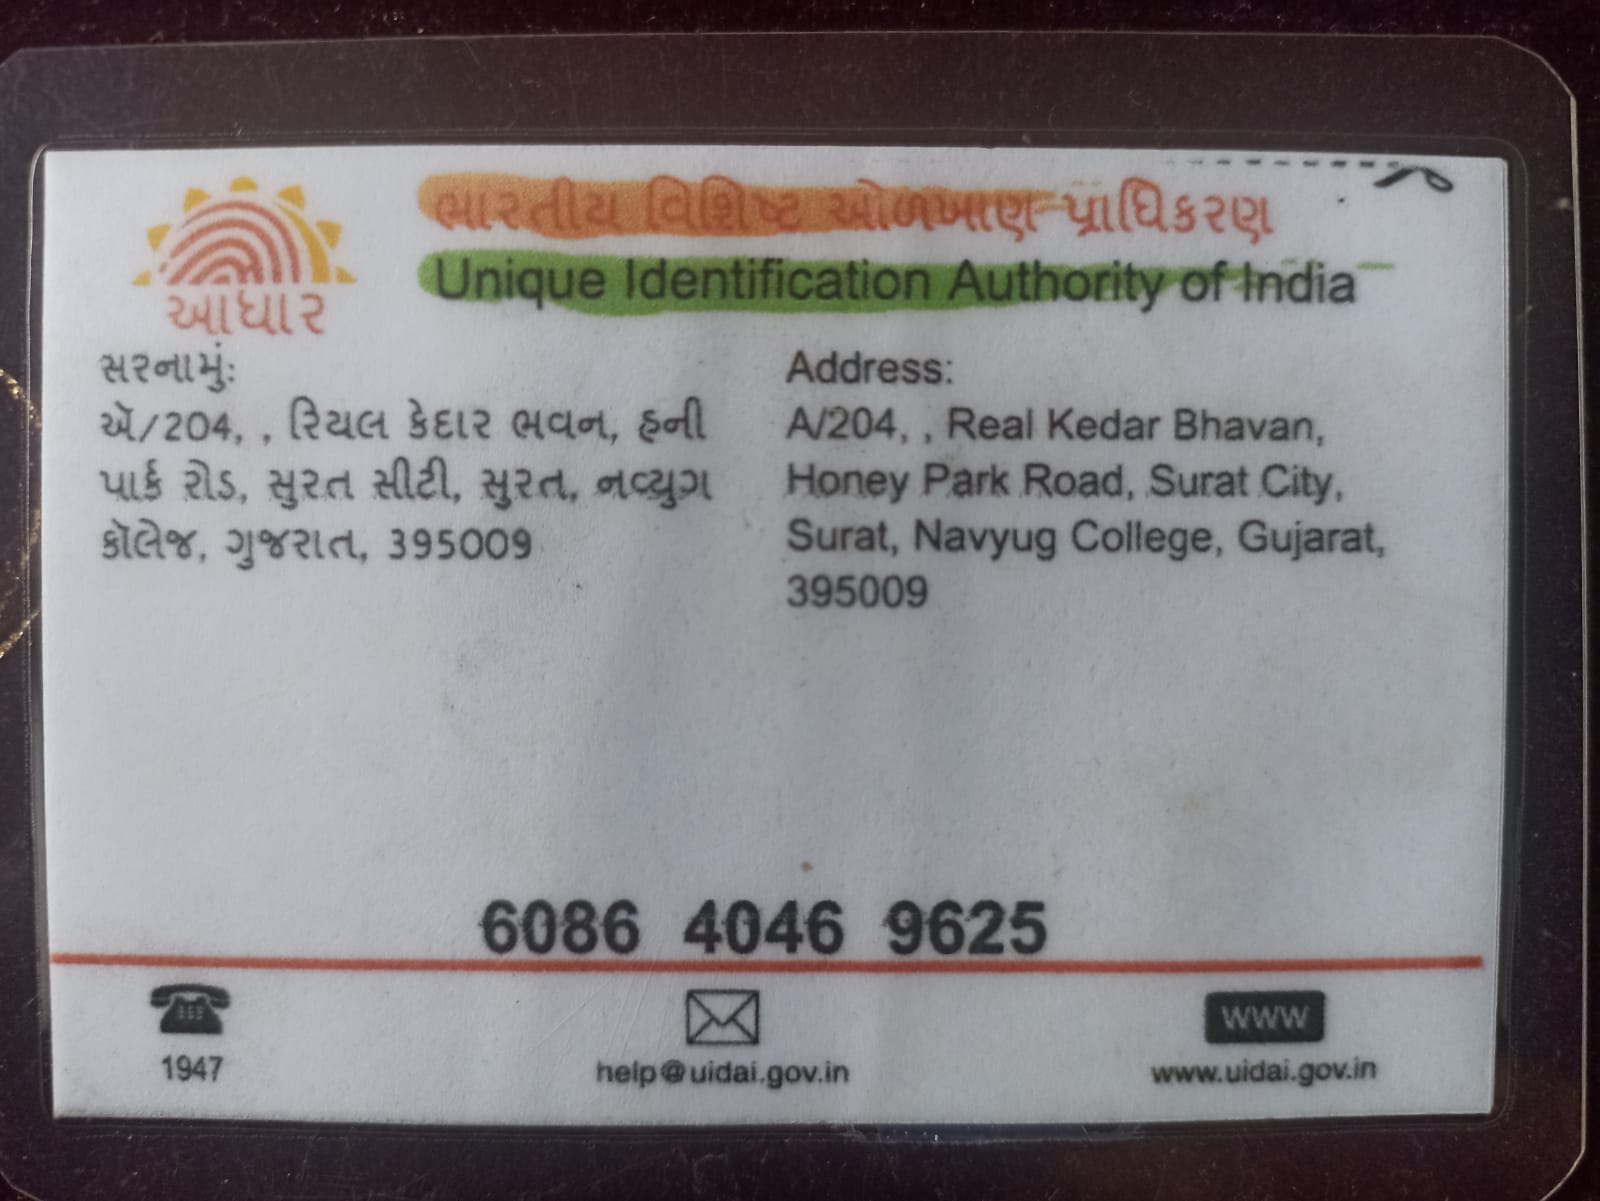 ભારતીય વિશિષ્ટ ઓળખાણ પ્રાધિકરણ
Unique Identification Authority of India
આધાર
સરનામું:
એ/204, , રિયલ કેદાર ભવન, હની
પાર્ક રોડ, સુરત સીટી, સુરત, નવ્યુગ
કૉલેજ, ગુજરાત, 395009
Address:
A/204, , Real Kedar Bhavan,
Honey Park Road, Surat City,
Surat, Navyug College, Gujarat,
395009
6086 4046 9625
1947
help@uidai.gov.in
WWW
www.uidai.gov.in